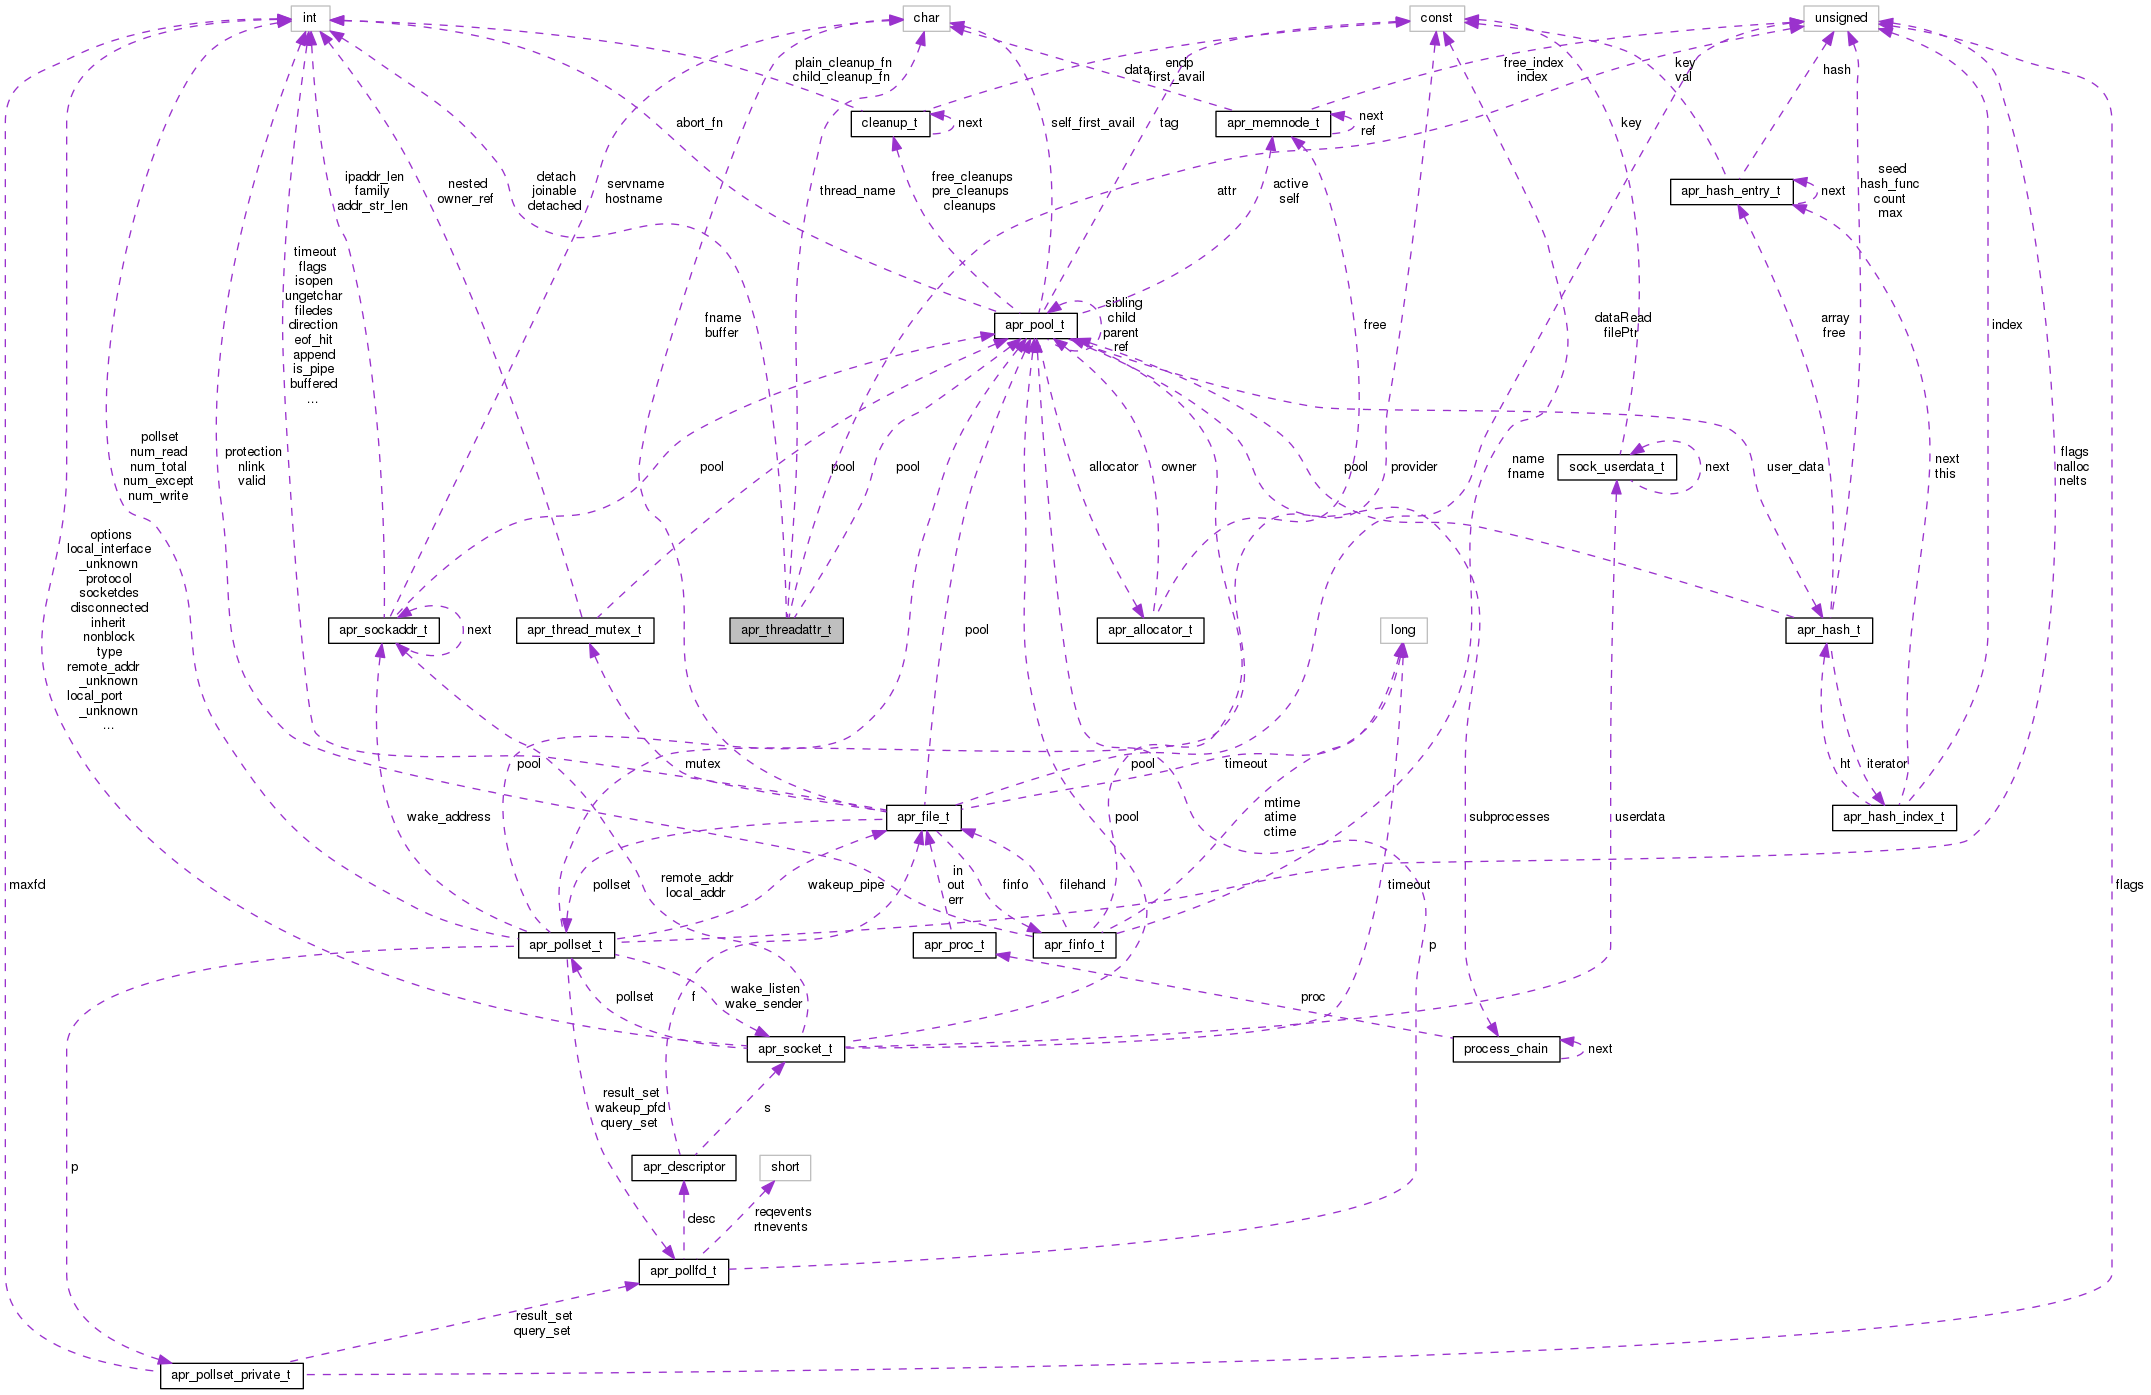 int
char
const
unsigned
plain_cleanup_fn
child_cleanup_fn
data
endp
first_avail
free_index
index
key
val
hash
cleanup_t
next
apr_memnode_t
next
ref
abort_fn
self_first_avail
tag
key
detach
joinable
detached
servname
hostname
ipaddr_len
family
addr_str_len
nested
owner_ref
thread_name
free_cleanups
pre_cleanups
cleanups
attr
active
self
apr_hash_entry_t
next
seed
hash_func
count
max
timeout
flags
isopen
ungetchar
filedes
direction
eof_hit
append
is_pipe
buffered
...
fname
buffer
apr_pool_t
sibling
child
parent
ref
free
dataRead
filePtr
array
free
index
pollset
num_read
num_total
num_except
num_write
protection
nlink
valid
pool
pool
pool
allocator
owner
pool
provider
name
fname
sock_userdata_t
next
user_data
next
this
flags
nalloc
nelts
options
local_interface
_unknown
protocol
socketdes
disconnected
inherit
nonblock
type
remote_addr
_unknown
local_port
_unknown
...
apr_sockaddr_t
next
apr_thread_mutex_t
apr_threadattr_t
pool
apr_allocator_t
long
apr_hash_t
pool
mutex
pool
timeout
ht
iterator
wake_address
apr_file_t
pool
mtime
atime
ctime
subprocesses
userdata
apr_hash_index_t
maxfd
pollset
remote_addr
local_addr
wakeup_pipe
in
out
err
finfo
filehand
timeout
flags
apr_pollset_t
apr_proc_t
apr_finfo_t
p
pollset
f
wake_listen
wake_sender
proc
apr_socket_t
process_chain
next
result_set
wakeup_pfd
query_set
s
p
apr_descriptor
short
desc
reqevents
rtnevents
apr_pollfd_t
result_set
query_set
apr_pollset_private_t